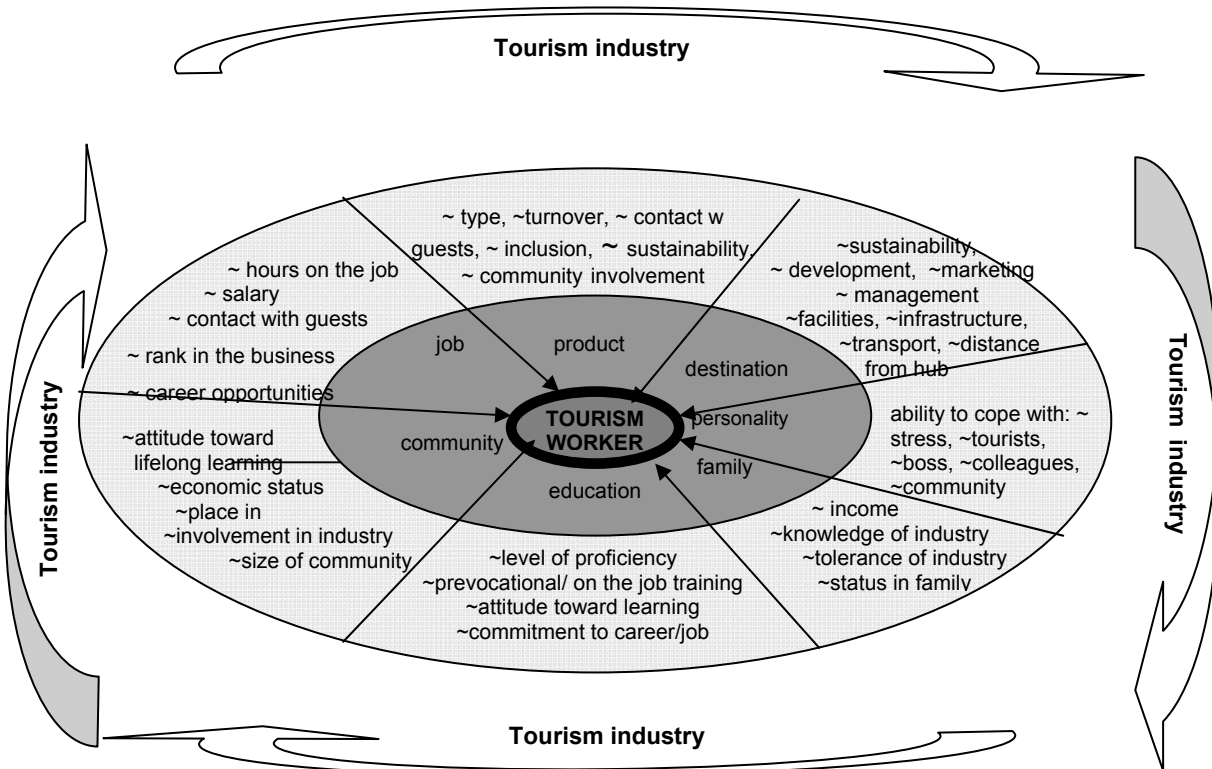 Tourism industry
~ type, ~turnover, ~ contact w
guests, ~ inclusion, ~ sustainability,
~ community involvement
~ hours on the job
~ salary
~ contact with guests
~ rank in the business
~ career opportunities
~sustainability,
~ development, ~marketing
~ management
~facilities, ~infrastructure,
~transport, ~distance
from hub
job
product
destination
personality
family
education
community
TOURISM
WORKER
ability to cope with: ~
stress, ~tourists,
~boss, ~colleagues,
~community
~attitude toward
lifelong learning
~economic status
~place in
~involvement in industry
~size of community
~ income
~knowledge of industry
~tolerance of industry
~status in family
~level of proficiency
~prevocational/ on the job training
~attitude toward learning
~commitment to career/job
Tourism industry
Tourism industry
Tourism industry